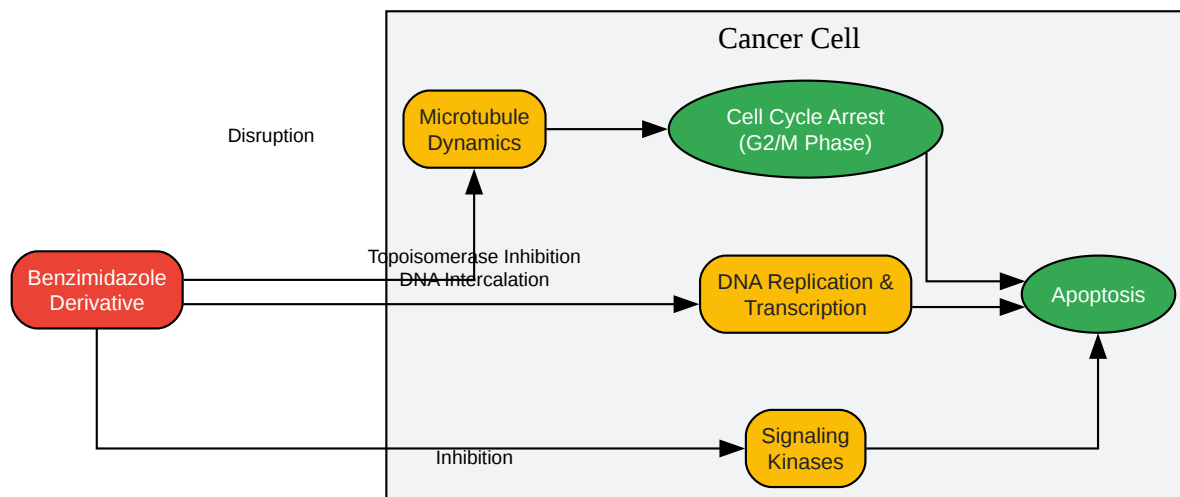 Cancer Cell
Microtubule
Dynamics
Cell Cycle Arrest
(G2/M Phase)
Disruption
Topoisomerase Inhibition
DNA Intercalation
Benzimidazole
Derivative
DNA Replication &
Transcription
Apoptosis
Signaling
Kinases
Inhibition